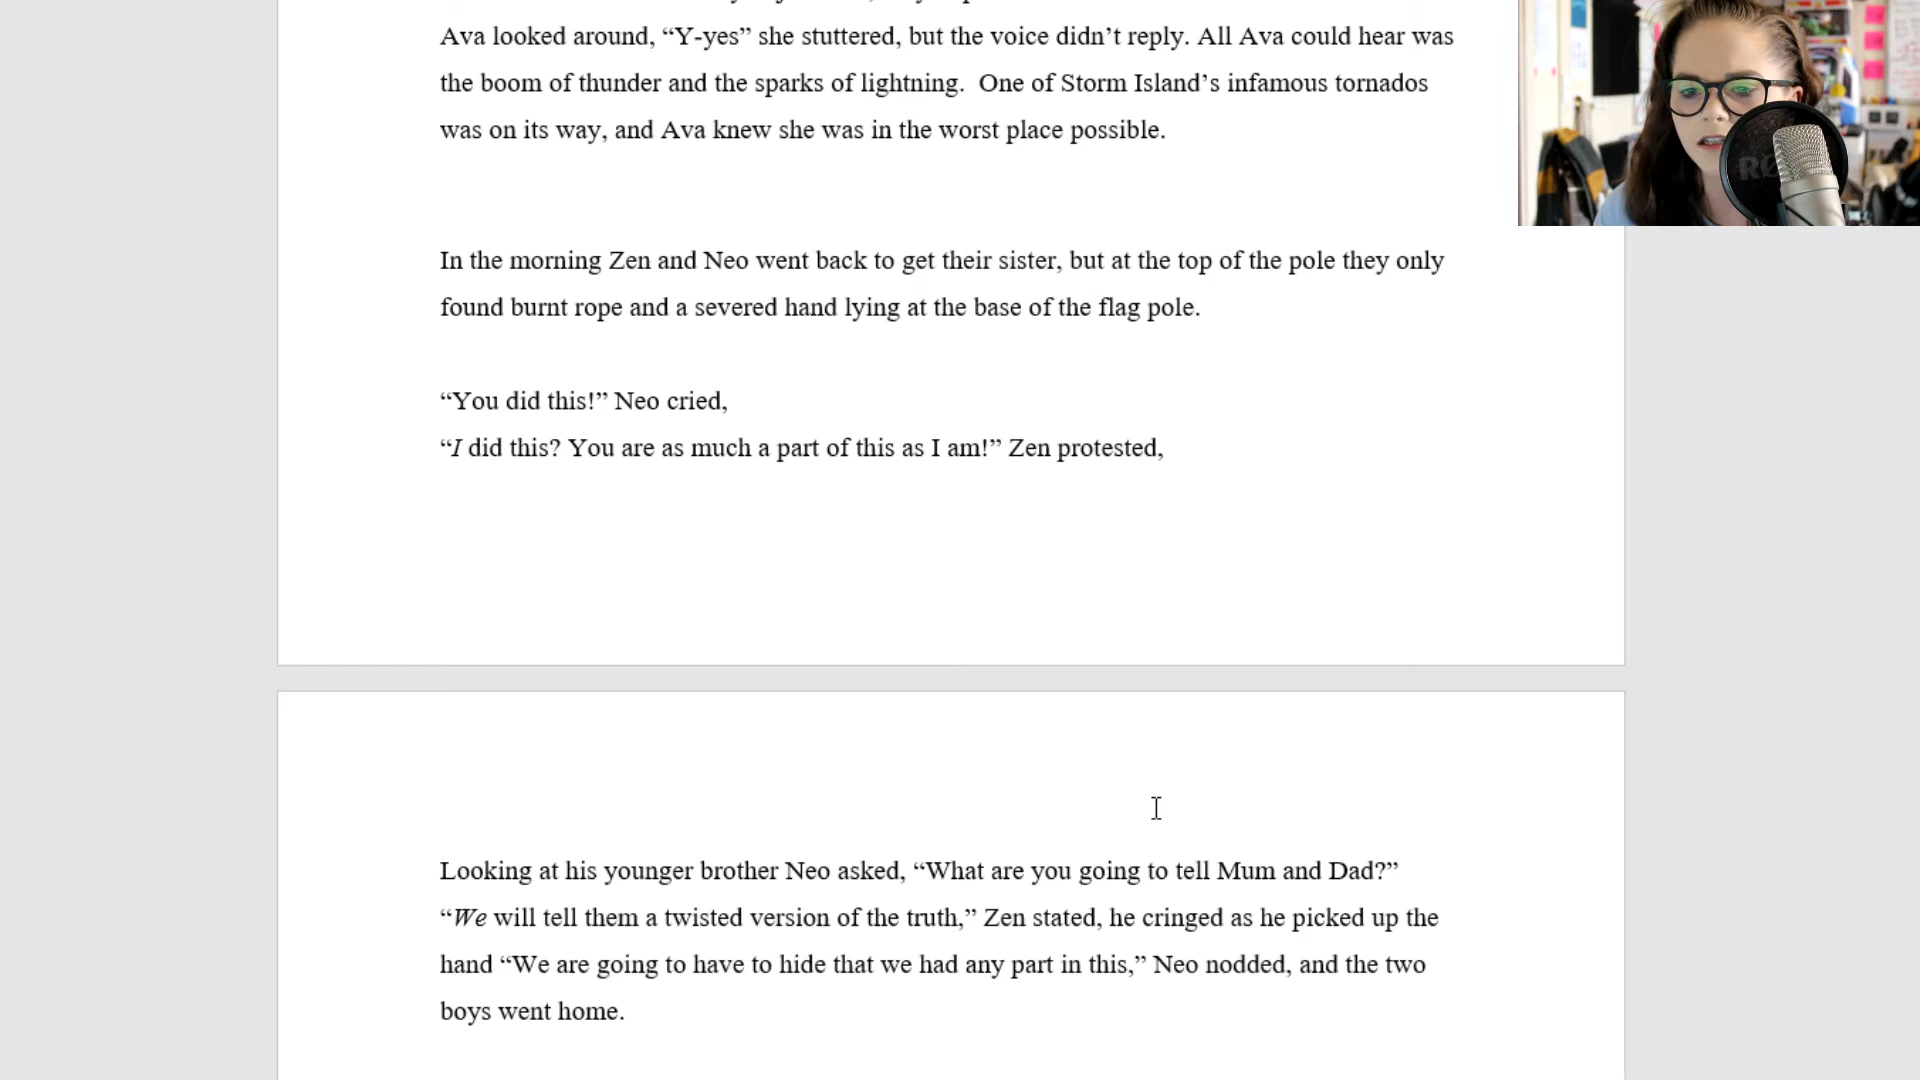 Ava looked around, “Y-yes” she stuttered, but the voice didn’t reply. All Ava could hear was
the boom of thunder and the sparks of lightning.  One of Storm Island’s infamous tornados
was on its way, and Ava knew she was in the worst place possible.
In the morning Zen and Neo went back to get their sister, but at the top of the pole they only
found burnt rope and a severed hand lying at the base of the flag pole.
“You did this!” Neo cried,
“I did this? You are as much a part of this as I am!” Zen protested,
Looking at his younger brother Neo asked, “What are you going to tell Mum and Dad?”
“We will tell them a twisted version of the truth,” Zen stated, he cringed as he picked up the
hand “We are going to have to hide that we had any part in this,” Neo nodded, and the two
boys went home.
RØ